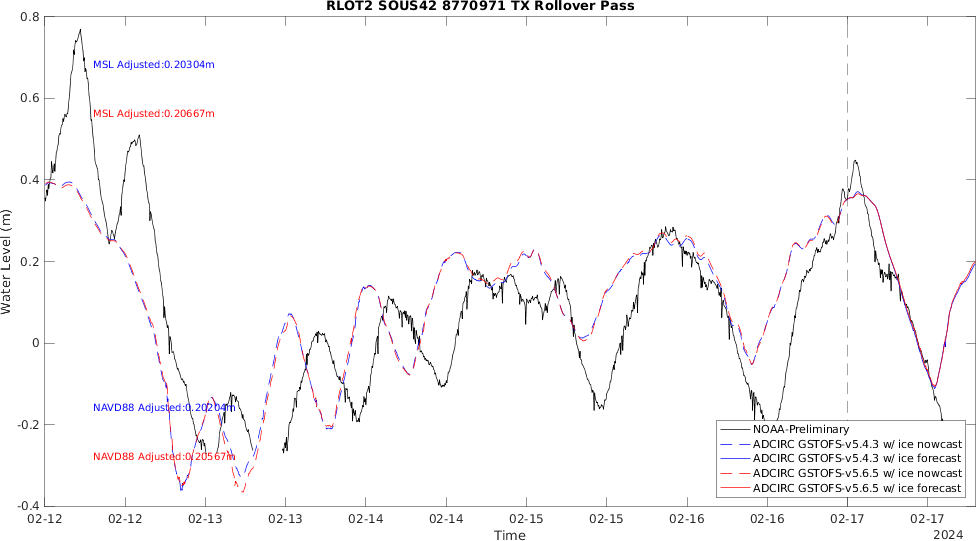 RLOT2 SOUS42 8770971 TX Rollover Pass
0.8
0.6
0.4
0.2
0
-0.2
-0.4
Water Level (m)
MSL Adjusted:0.20304m
MSL Adjusted:0.20667m
NAVD88 Adjusted:0.20204m
NAVD88 Adjusted:0.20567m
NOAA-Preliminary
ADCIRC GSTOFS-v5.4.3 w/ ice nowcast
ADCIRC GSTOFS-v5.4.3 w/ ice forecast
ADCIRC GSTOFS-v5.6.5 w/ ice nowcast
ADCIRC GSTOFS-v5.6.5 w/ ice forecast
02-12 02-12 02-13 02-13 02-14 02-14 02-15 02-15 02-16 02-16 02-17 02-17
2024
Time